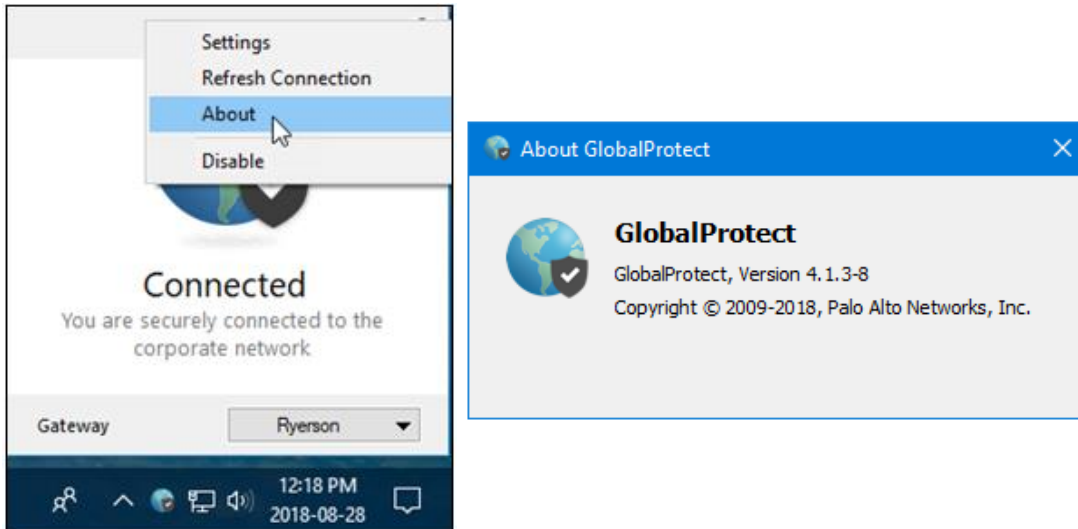 Settings
Refresh Connection
About
Disable
Connected
You are securely connected to the
corporate network
Gateway
Ryerson
12:18 PM
2018-08-28
About GlobalProtect
GlobalProtect
GlobalProtect, Version 4.1.3-8
Copyright © 2009-2018, Palo Alto Networks, Inc.